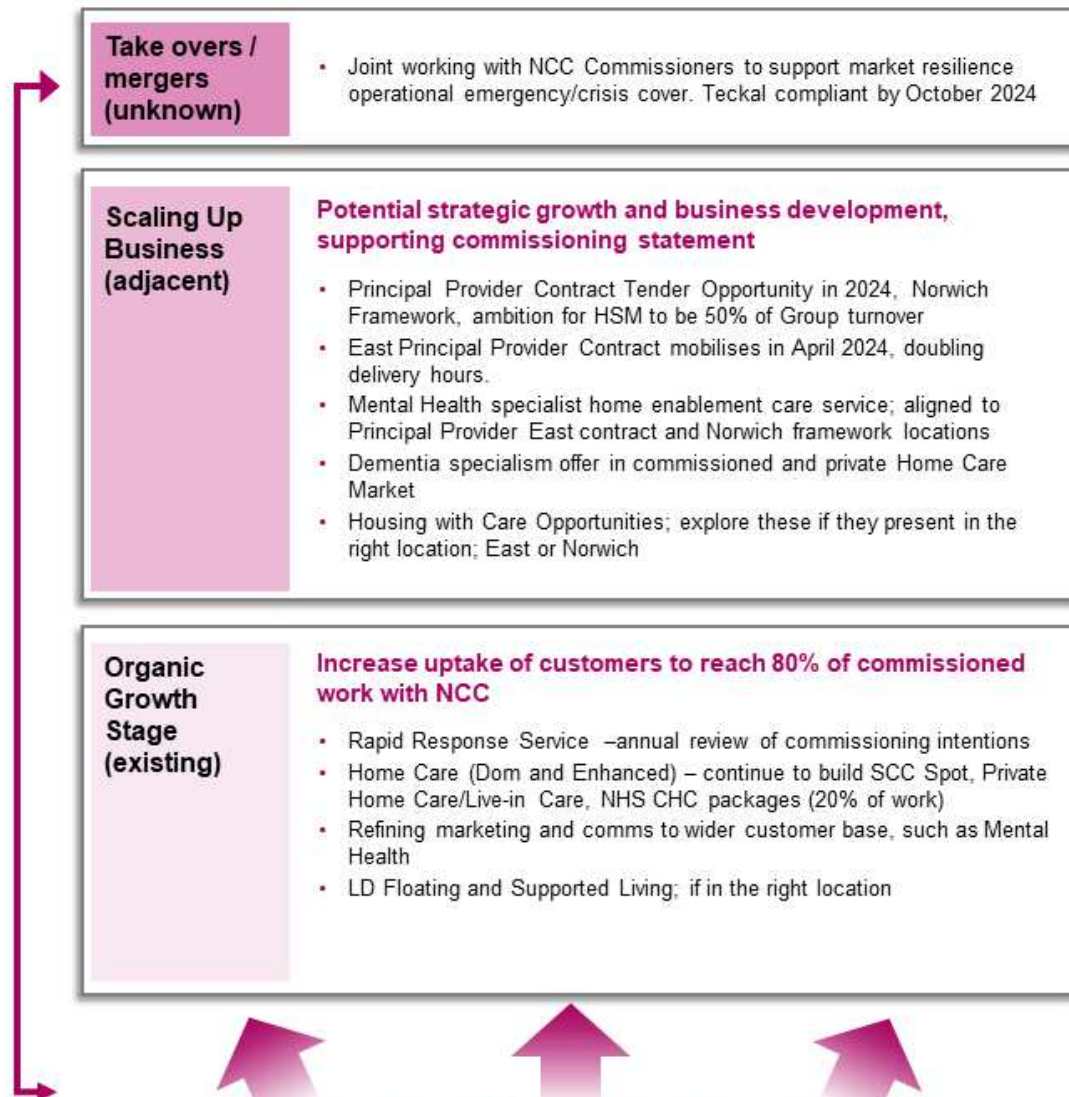 Take overs /
mergers
(unknown)
• Joint working with NCC Commissioners to support market resilience
operational emergency/crisis cover. Teckal compliant by October 2024
Scaling Up
Business
(adjacent)
Potential strategic growth and business development,
supporting commissioning statement
• Principal Provider Contract Tender Opportunity in 2024, Norwich
Framework, ambition for HSM to be 50% of Group turnover
• East Principal Provider Contract mobilises in April 2024, doubling
delivery hours.
• Mental Health specialist home enablement care service; aligned to
Principal Provider East contract and Norwich framework locations
• Dementia specialism offer in commissioned and private Home Care
Market
• Housing with Care Opportunities; explore these if they present in the
right location; East or Norwich
Organic
Growth
Stage
(existing)
Increase uptake of customers to reach 80% of commissioned
work with NCC
• Rapid Response Service –annual review of commissioning intentions
• Home Care (Dom and Enhanced) – continue to build SCC Spot, Private
Home Care/Live-in Care, NHS CHC packages (20% of work)
• Refining marketing and comms to wider customer base, such as Mental
Health
• LD Floating and Supported Living; if in the right location